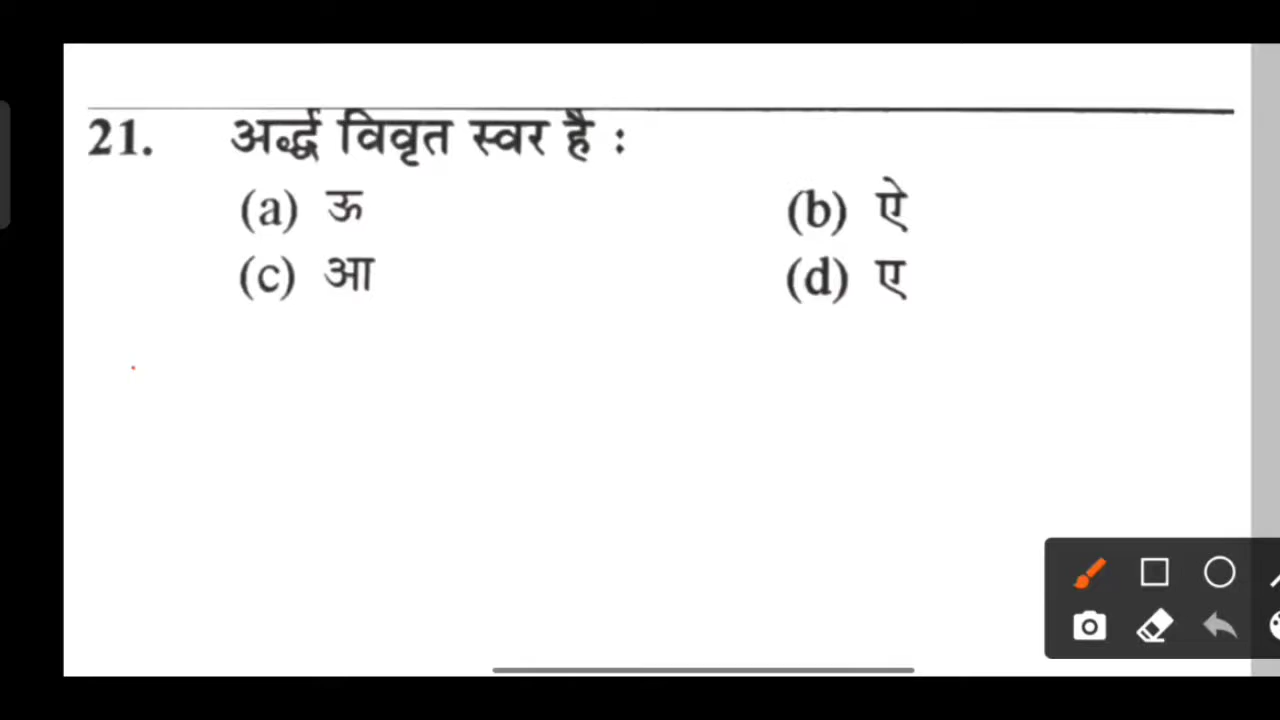 21. अर्द्ध विवृत स्वर है :
(a) ऊ (b) ऐ
(c) आ (d) ए